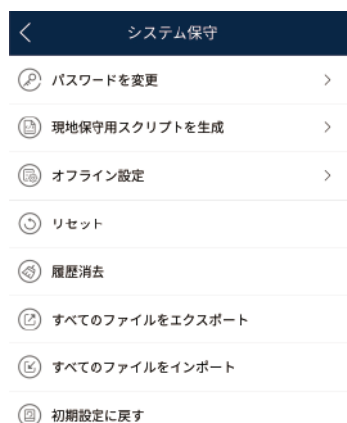 システム保守
パスワードを変更
現地保守用スクリプトを生成
オフライン設定
リセット
履歴消去
すべてのファイルをエクスポート
すべてのファイルをインポート
初期設定に戻す